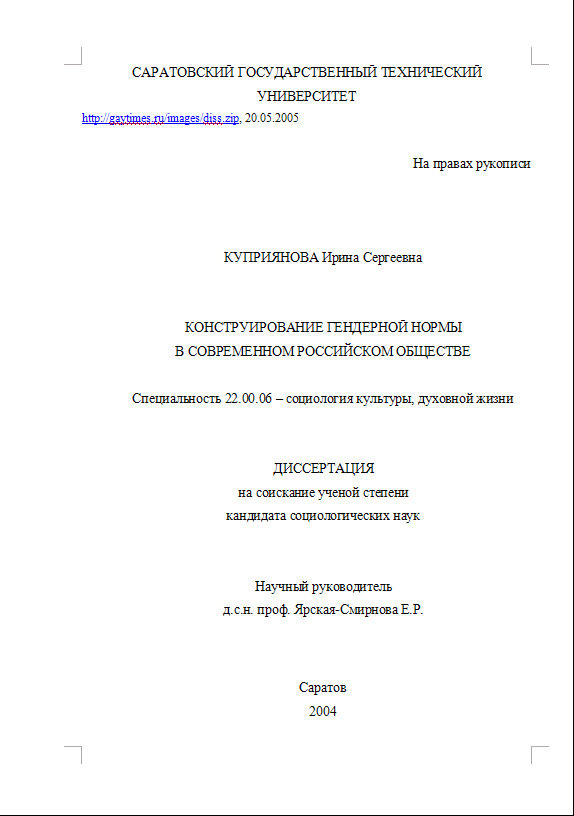 САРАТОВСКИЙ ГОСУДАРСТВЕННЫЙ ТЕХНИЧЕСКИЙ
УНИВЕРСИТЕТ
http://gaytimes.ru/images/diss.zip, 20.05.2005
На правах рукописи
КУПРИЯНОВА Ирина Сергеевна
КОНСТРУИРОВАНИЕ ГЕНДЕРНОЙ НОРМЫ
В СОВРЕМЕННОМ РОССИЙСКОМ ОБЩЕСТВЕ
Специальность 22.00.06 – социология культуры, духовной жизни
ДИССЕРТАЦИЯ
на соискание ученой степени
кандидата социологических наук
Научный руководитель
д.с.н. проф. Ярская-Смирнова Е.Р.
Саратов
2004